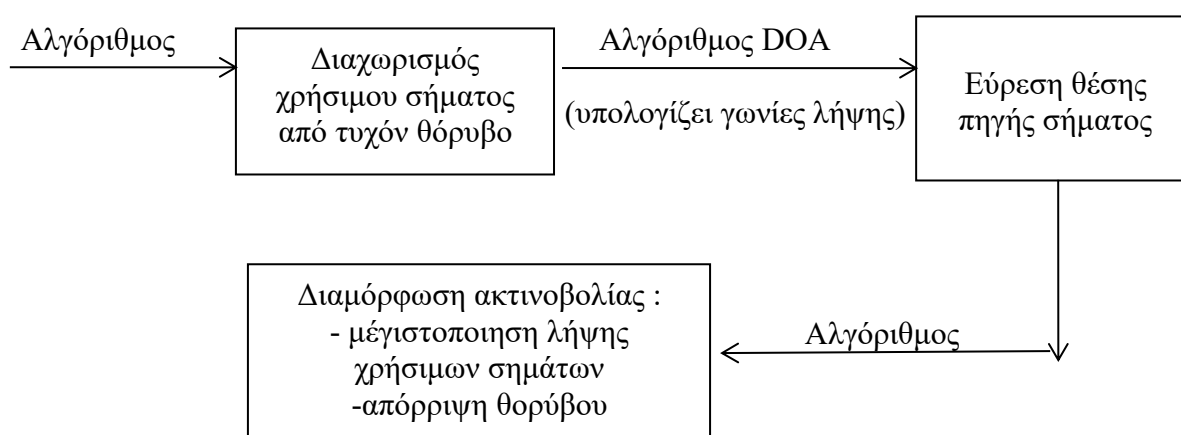 Αλγόριθμος
Διαχωρισμός
χρήσιμου σήματος
από τυχόν θόρυβο
Αλγόριθμος DOA
(υπολογίζει γωνίες λήψης)
Εύρεση θέσης
πηγής σήματος
Αλγόριθμος
Διαμόρφωση ακτινοβολίας :
- μέγιστοποιηση λήψης
χρήσιμων σημάτων
-απόρριψη θορύβου